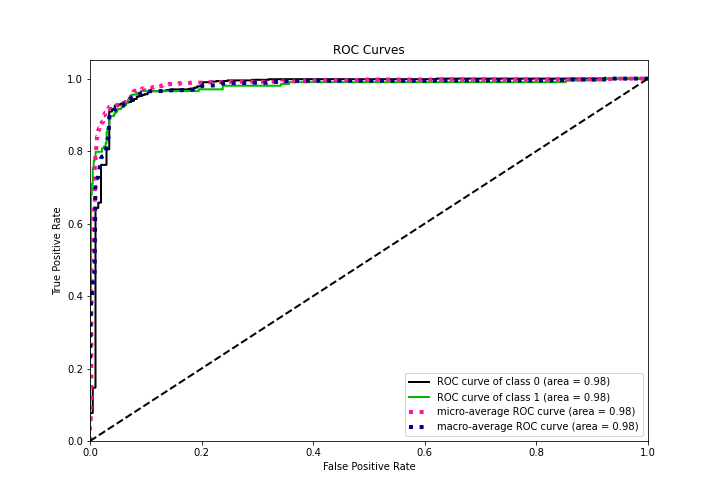 ROC Curves
True Positive Rate
1.0
0.8
0.6
0.4
0.2
0.0
0.0 0.2 0.4 0.6 0.8 1.0
False Positive Rate
ROC curve of class 0 (area = 0.98)
ROC curve of class 1 (area = 0.98)
micro-average ROC curve (area = 0.98)
macro-average ROC curve (area = 0.98)